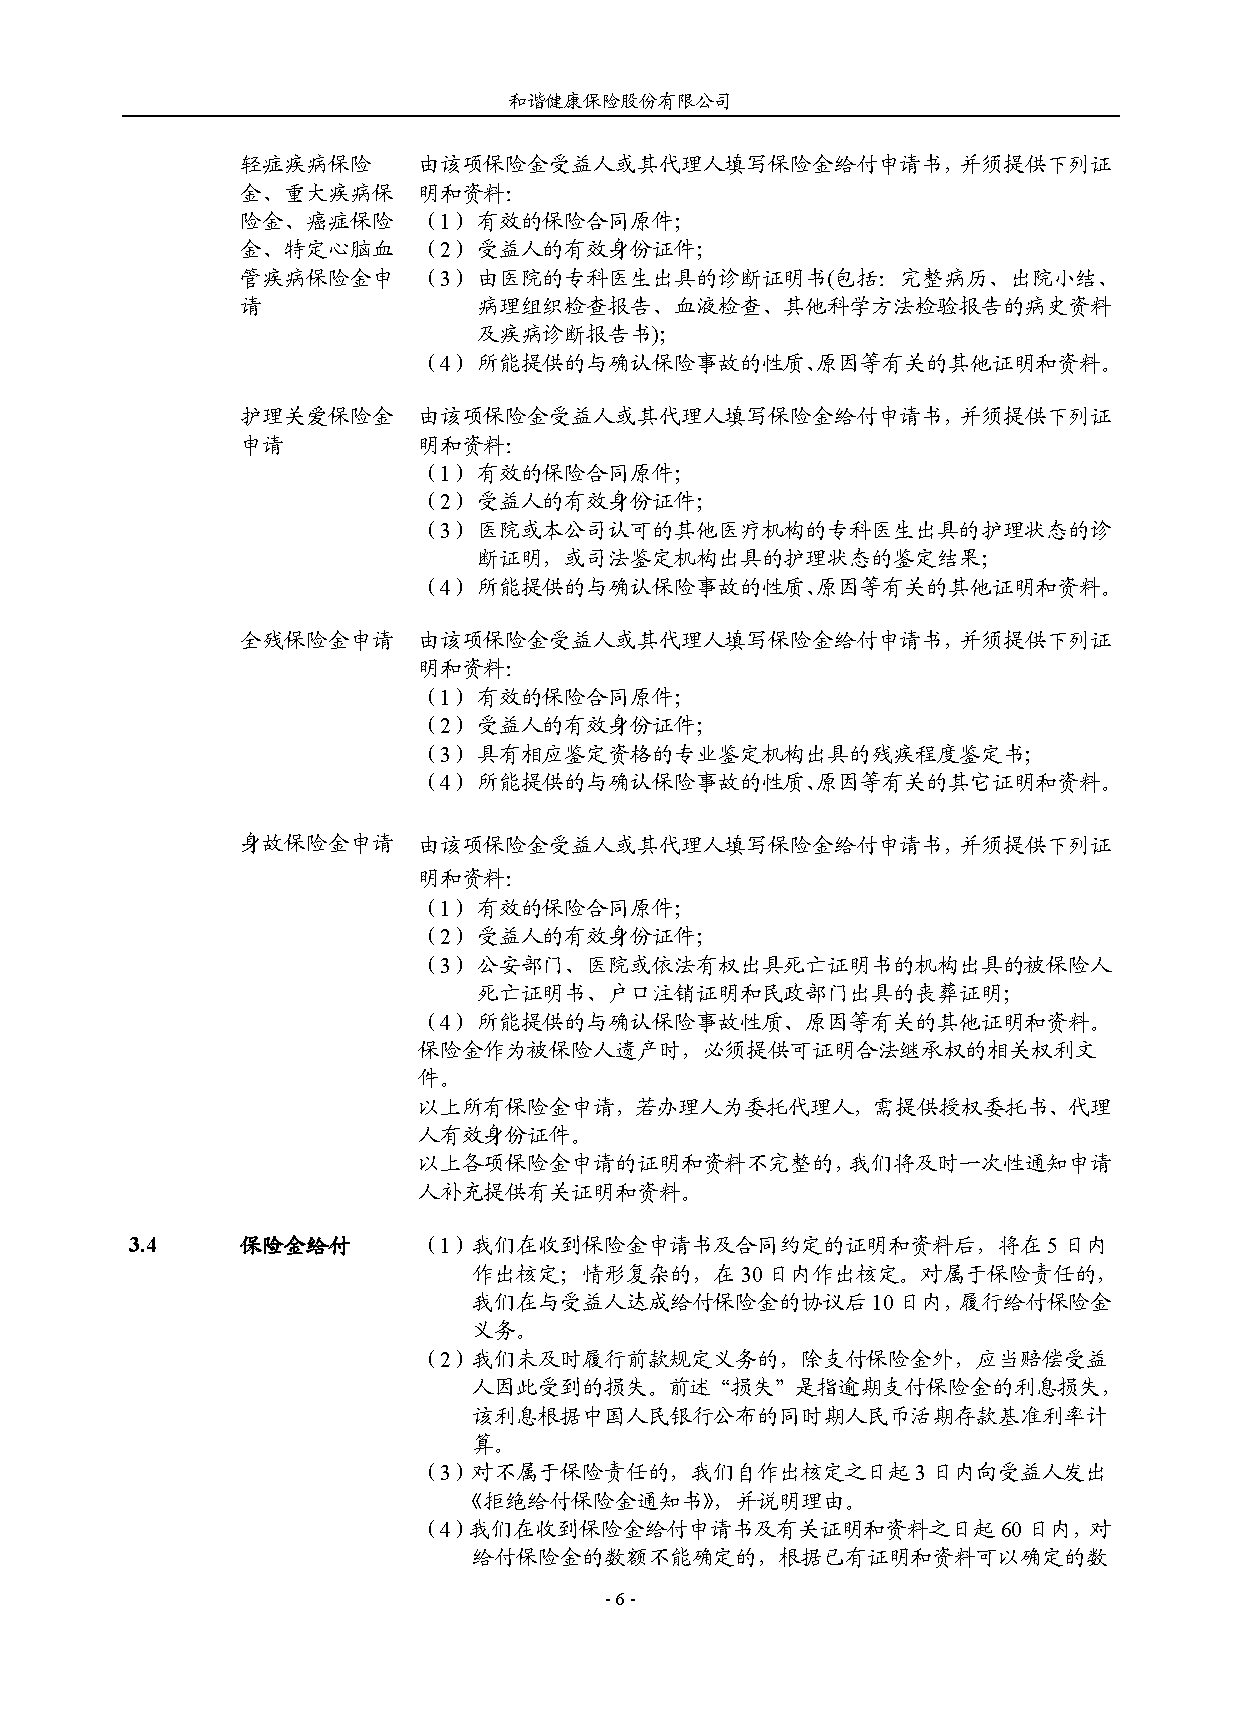 和谐健康保险股份有限公司
轻症疾病保险
金、重大疾病保
险金、癌症保险
金、特定心脑血
管疾病保险金申
请
由该项保险金受益人或其代理人填写保险金给付申请书，并须提供下列证
明和资料：
（1）有效的保险合同原件；
（2）受益人的有效身份证件；
（3）由医院的专科医生出具的诊断证明书(包括：完整病历、出院小结、
病理组织检查报告、血液检查、其他科学方法检验报告的病史资料
及疾病诊断报告书)；
（4）所能提供的与确认保险事故的性质、原因等有关的其他证明和资料。
护理关爱保险金
申请
由该项保险金受益人或其代理人填写保险金给付申请书，并须提供下列证
明和资料：
（1）有效的保险合同原件；
（2）受益人的有效身份证件；
（3）医院或本公司认可的其他医疗机构的专科医生出具的护理状态的诊
断证明，或司法鉴定机构出具的护理状态的鉴定结果；
（4）所能提供的与确认保险事故的性质、原因等有关的其他证明和资料。
全残保险金申请
由该项保险金受益人或其代理人填写保险金给付申请书，并须提供下列证
明和资料：
（1）有效的保险合同原件；
（2）受益人的有效身份证件；
（3）具有相应鉴定资格的专业鉴定机构出具的残疾程度鉴定书；
（4）所能提供的与确认保险事故的性质、原因等有关的其它证明和资料。
身故保险金申请
由该项保险金受益人或其代理人填写保险金给付申请书，并须提供下列证
明和资料：
（1）有效的保险合同原件；
（2）受益人的有效身份证件；
（3）公安部门、医院或依法有权出具死亡证明书的机构出具的被保险人
死亡证明书、户口注销证明和民政部门出具的丧葬证明；
（4）所能提供的与确认保险事故性质、原因等有关的其他证明和资料。
保险金作为被保险人遗产时，必须提供可证明合法继承权的相关权利文
件。
以上所有保险金申请，若办理人为委托代理人，需提供授权委托书、代理
人有效身份证件。
以上各项保险金申请的证明和资料不完整的，我们将及时一次性通知申请
人补充提供有关证明和资料。
3.4 保险金给付
（1）我们在收到保险金申请书及合同约定的证明和资料后，将在 5 日内
作出核定；情形复杂的，在 30 日内作出核定。对属于保险责任的，
我们在与受益人达成给付保险金的协议后 10 日内，履行给付保险金
义务。
（2）我们未及时履行前款规定义务的，除支付保险金外，应当赔偿受益
人因此受到的损失。前述“损失”是指逾期支付保险金的利息损失，
该利息根据中国人民银行公布的同时期人民币活期存款基准利率计
算。
（3）对不属于保险责任的，我们自作出核定之日起 3 日内向受益人发出
《拒绝给付保险金通知书》，并说明理由。
（4）我们在收到保险金给付申请书及有关证明和资料之日起 60 日内，对
给付保险金的数额不能确定的，根据已有证明和资料可以确定的数
- 6 -